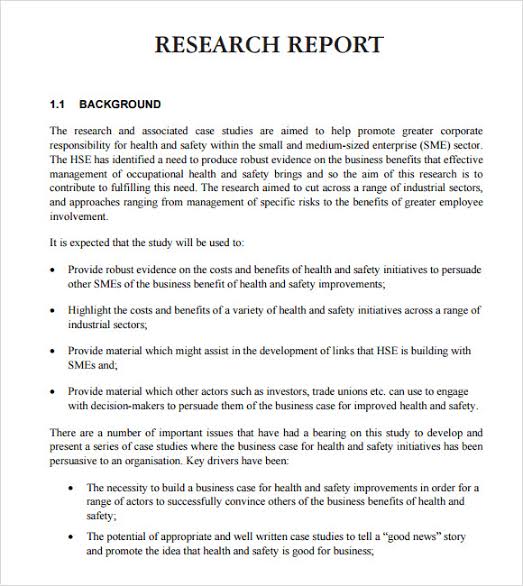 RESEARCH REPORT
1.1 BACKGROUND
The research and associated case studies are aimed to help promote greater corporate
responsibility for health and safety within the small and medium-sized enterprise (SME) sector.
The HSE has identified a need to produce robust evidence on the business benefits that effective
management of occupational health and safety brings and so the aim of this research is to
contribute to fulfilling this need. The research aimed to cut across a range of industrial sectors,
and approaches ranging from management of specific risks to the benefits of greater employee
involvement.
It is expected that the study will be used to:
• Provide robust evidence on the costs and benefits of health and safety initiatives to persuade
other SMEs of the business benefit of health and safety improvements;
• Highlight the costs and benefits of a variety of health and safety initiatives across a range of
industrial sectors;
• Provide material which might assist in the development of links that HSE is building with
SMEs and;
• Provide material which other actors such as investors, trade unions etc. can use to engage
with decision-makers to persuade them of the business case for improved health and safety.
There are a number of important issues that have had a bearing on this study to develop and
present a series of case studies where the business case for health and safety initiatives has been
persuasive to an organisation. Key drivers have been:
• The necessity to build a business case for health and safety improvements in order for a
range of actors to successfully convince others of the business benefits of health and
safety;
• The potential of appropriate and well written case studies to tell a “good news” story
and promote the idea that health and safety is good for business;